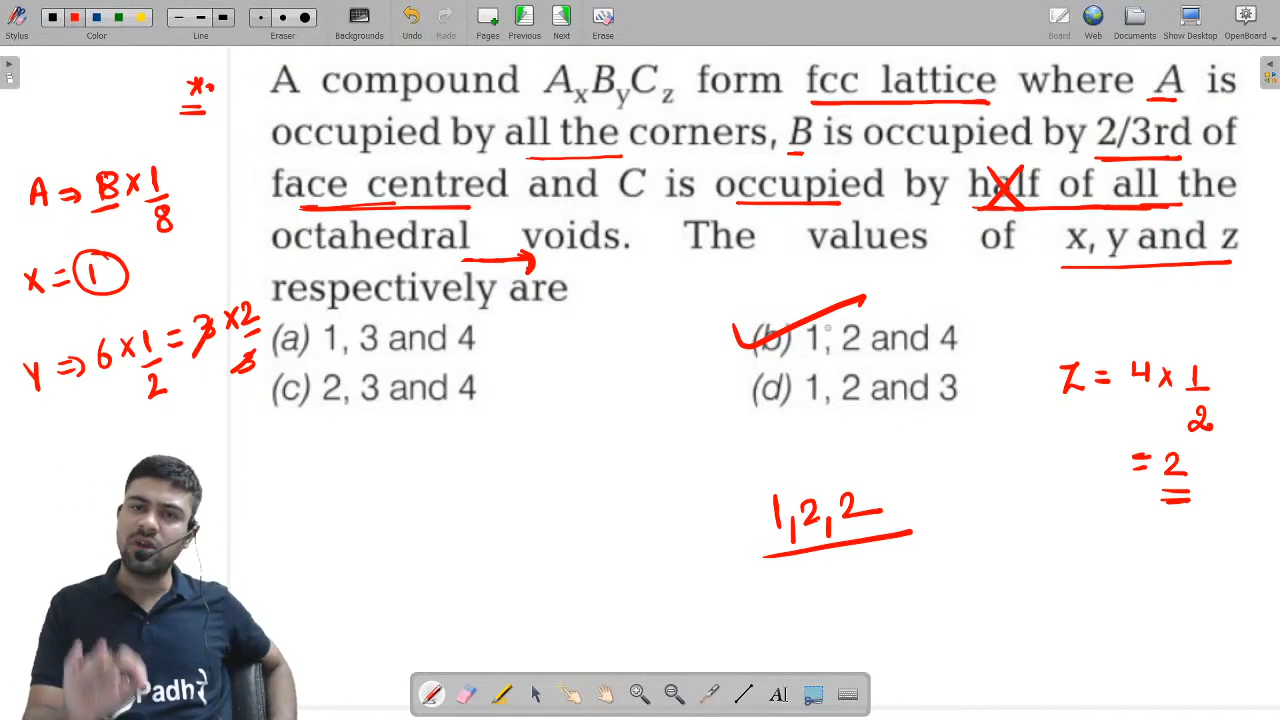 Stylus Color Line Eraser Backgrounds Undo Redo Pages Previous Next Erase Board Web Documents Show Desktop OpenBoard
A compound AxByCz form fcc lattice where A is
occupied by all the corners, B is occupied by 2/3rd of
face centred and C is occupied by half of all the
octahedral voids. The values of x, y and z
respectively are
(a) 1, 3 and 4
(b) 1, 2 and 4
(c) 2, 3 and 4
(d) 1, 2 and 3
A ⇒ 8 × 1/8
x = 1
y ⇒ 6 × 1/2 = 3 × 2/3
Z = 4 × 1/2
= 2
1, 2, 2
Padh